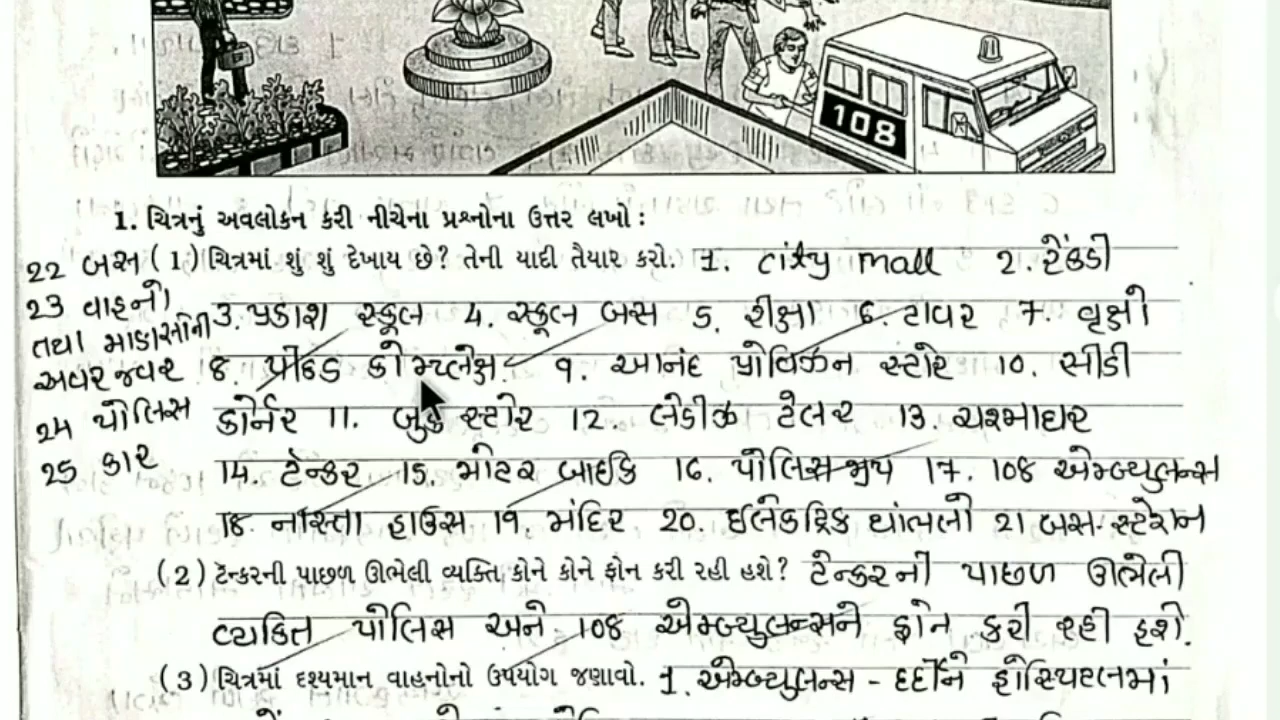 108
1. ચિત્રનું અવલોકન કરી નીચેના પ્રશ્નોના ઉત્તર લખો :
22 બસ (1) ચિત્રમાં શું શું દેખાય છે? તેની યાદી તૈયાર કરો. 1. city mall 2. રેંકડી
23 વાહનો
3. પ્રકાશ સ્કૂલ 4. સ્કૂલ બસ 5. રીક્ષા 6. ટાવર 7. વૃક્ષો
તથા માણસોની
અવર જવર 8. કોમ્પ્લેક્ષ 9. આનંદ પ્રોવિઝન સ્ટોર 10. સીડી
24 પોલિસ કોર્નર 11. બુક સ્ટોર 12. લેડીઝ ટેલર 13. ચશ્માઘર
25 કાર 14. ટેન્કર 15. મોટર બાઈક 16. પોલિસ જીપ 17. 108 એમ્બ્યુલન્સ
18. નાસ્તા હાઉસ 19. મંદિર 20. ઈલેકટ્રિક થાંભલો 21 બસ-સ્ટેશન
(2) ટેન્કરની પાછળ ઊભેલી વ્યક્તિ કોને કોને ફોન કરી રહી હશે? ટેન્કરની પાછળ ઊભેલી
વ્યકિત પોલિસ અને 108 એમ્બ્યુલન્સને ફોન કરી રહી હશે.
(3) ચિત્રમાં દશ્યમાન વાહનોનો ઉપયોગ જણાવો. 1. એમ્બ્યુલન્સ - દર્દીને હોસ્પિટલમાં